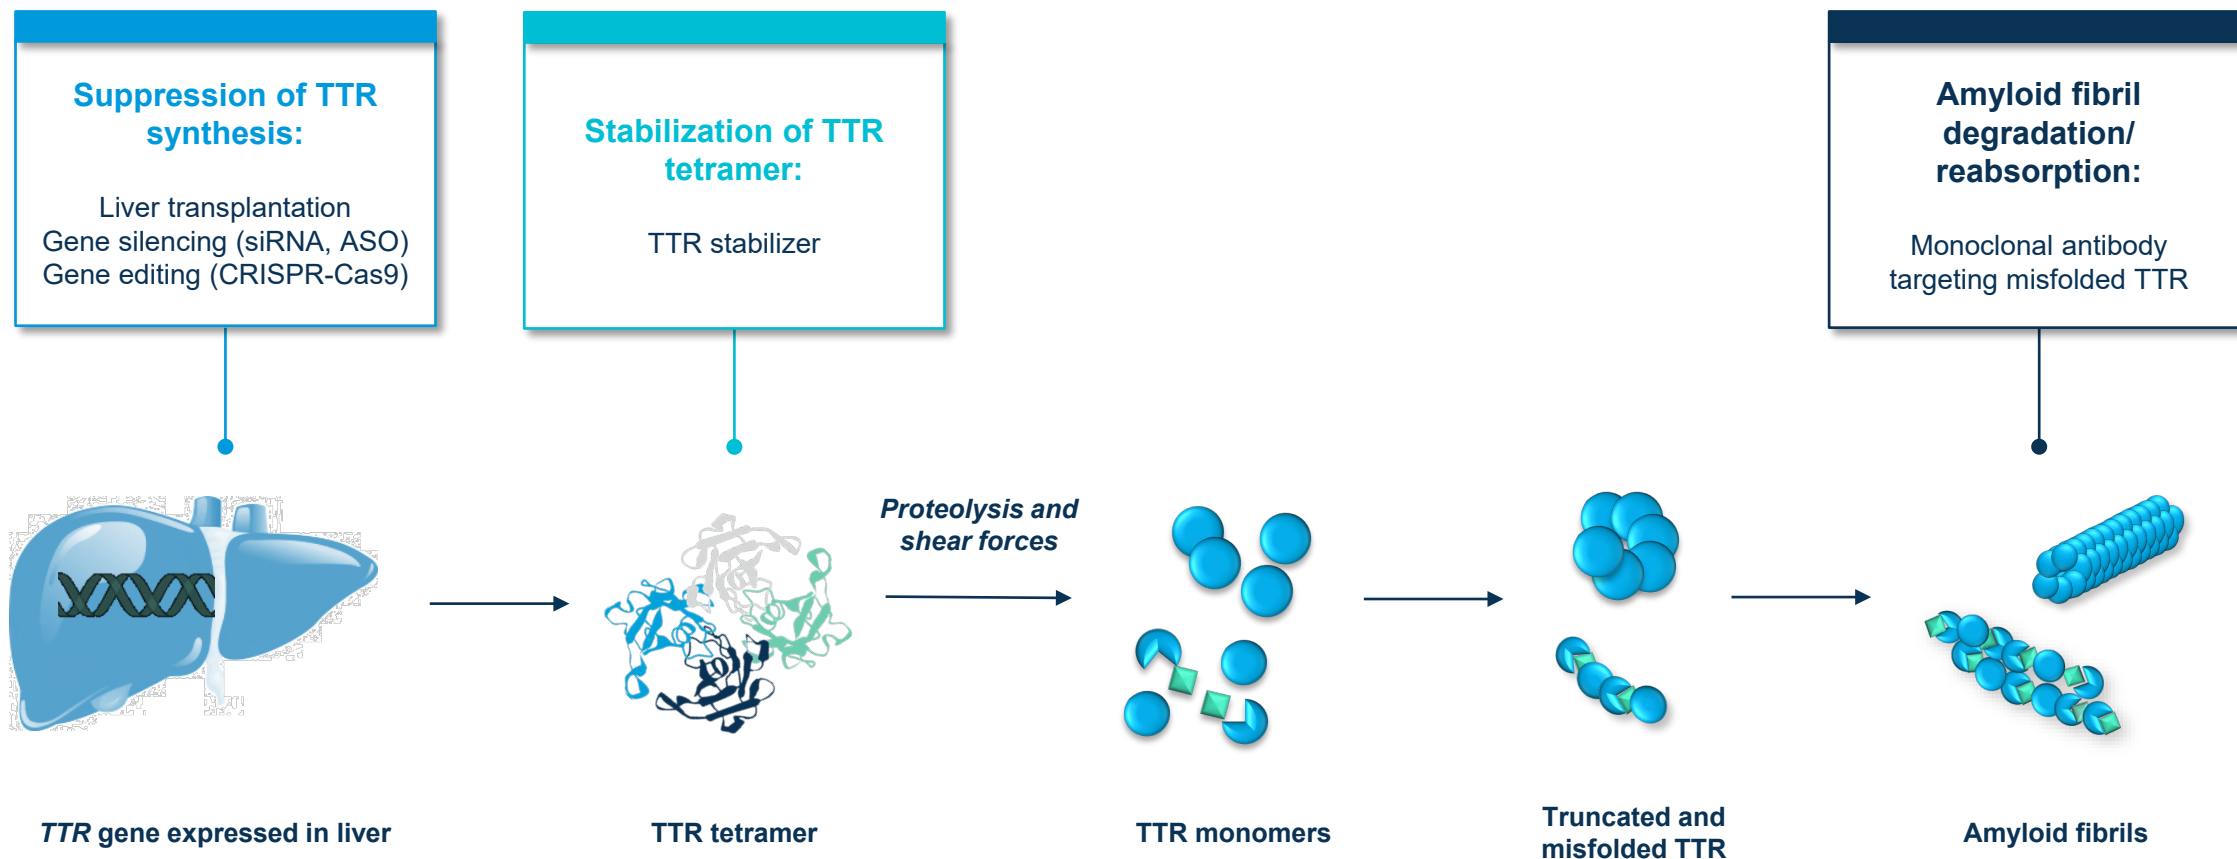 Suppression of TTR
synthesis:
Liver transplantation
Gene silencing (siRNA, ASO)
Gene editing (CRISPR-Cas9)
Stabilization of TTR
tetramer:
TTR stabilizer
Amyloid fibril
degradation/
reabsorption:
Monoclonal antibody
targeting misfolded TTR
Proteolysis and
shear forces
TTR gene expressed in liver
TTR tetramer
TTR monomers
Truncated and
misfolded TTR
Amyloid fibrils